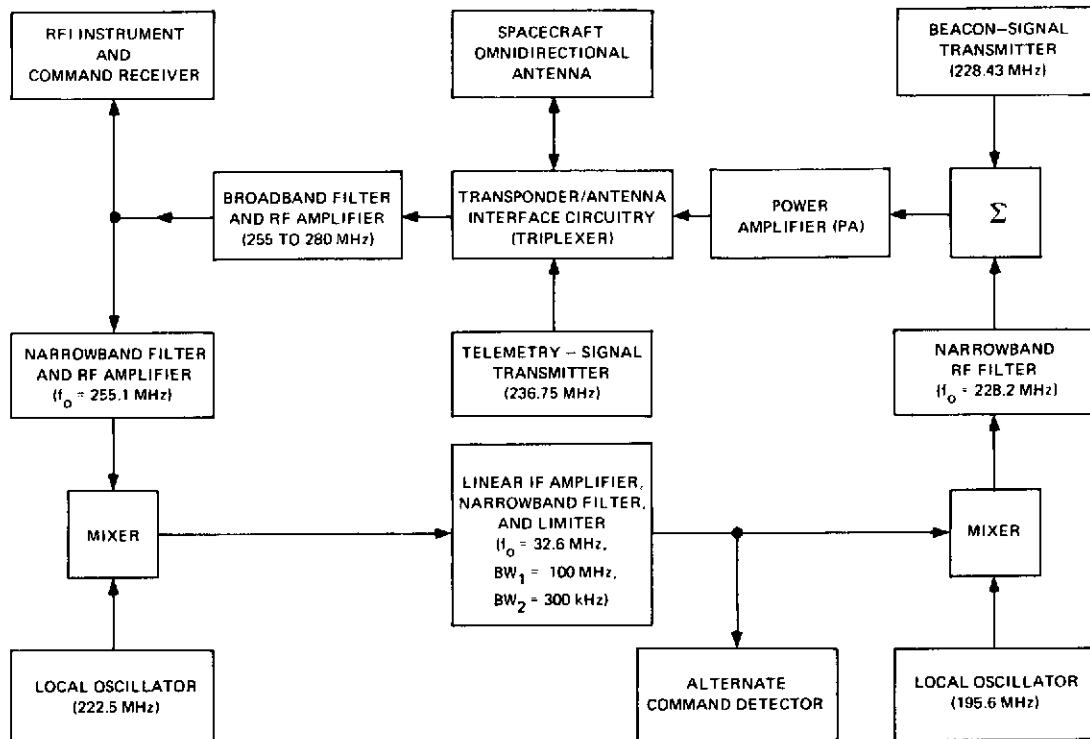 RFI INSTRUMENT
AND
COMMAND RECEIVER
SPACECRAFT
OMNIDIRECTIONAL
ANTENNA
BEACON-SIGNAL
TRANSMITTER
(228.43 MHz)
BROADBAND FILTER
AND RF AMPLIFIER
(255 TO 280 MHz)
TRANSPONDER/ANTENNA
INTERFACE CIRCUITRY
(TRIPLEXER)
POWER
AMPLIFIER (PA)
Σ
NARROWBAND FILTER
AND RF AMPLIFIER
(fo = 255.1 MHz)
TELEMETRY – SIGNAL
TRANSMITTER
(236.75 MHz)
NARROWBAND
RF FILTER
(fo = 228.2 MHz)
MIXER
LINEAR IF AMPLIFIER,
NARROWBAND FILTER,
AND LIMITER
(fo = 32.6 MHz,
BW1 = 100 MHz,
BW2 = 300 kHz)
MIXER
LOCAL OSCILLATOR
(222.5 MHz)
ALTERNATE
COMMAND DETECTOR
LOCAL OSCILLATOR
(195.6 MHz)